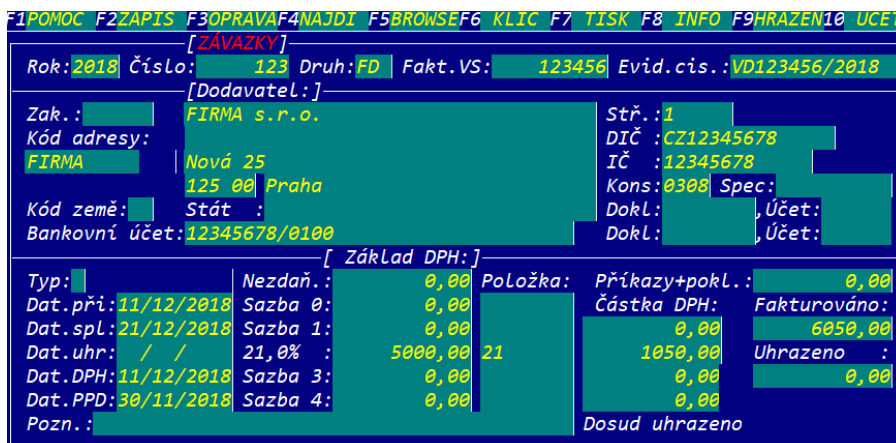 F1POMOC F2ZAPIS F3OPRAVAF4NAJDI F5BROWSEF6 KLIC F7 TISK F8 INFO F9HRAZEN10 UCET
[ZÁVAZKY]
Rok:2018 Číslo: 123 Druh:FD Fakt.VS: 123456 Evid.cis.:VD123456/2018
[Dodavatel:]
Zak.: FIRMA s.r.o. Stř.:1
Kód adresy: DIČ :CZ12345678
FIRMA Nová 25 IČ :12345678
125 00 Praha Kons:0308 Spec:
Kód země: Stát : Dokl: ,Účet:
Bankovní účet:12345678/0100 Dokl: ,Účet:
[ Základ DPH:]
Typ: Nezdaň.: 0,00 Položka: Příkazy+pokl.: 0,00
Dat.při:11/12/2018 Sazba 0: 0,00 Částka DPH: Fakturováno:
Dat.spl:21/12/2018 Sazba 1: 0,00 0,00 6050,00
Dat.uhr: / / 21,0% : 5000,00 21 1050,00 Uhrazeno :
Dat.DPH:11/12/2018 Sazba 3: 0,00 0,00 0,00
Dat.PPD:30/11/2018 Sazba 4: 0,00 0,00
Pozn.: Dosud uhrazeno